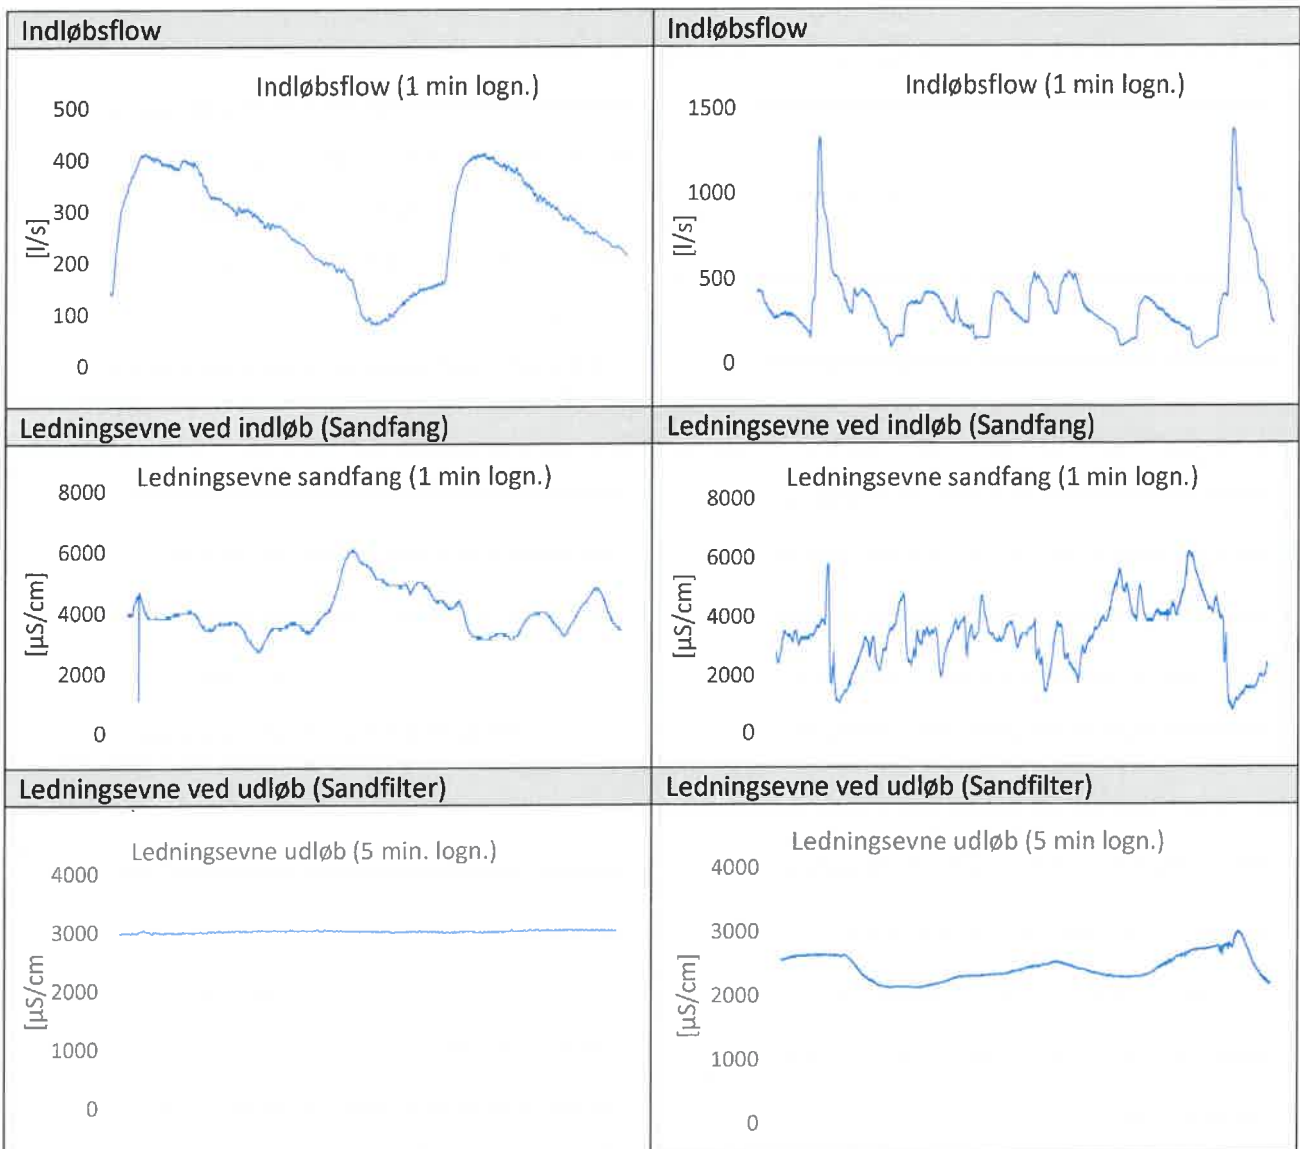 Indløbsflow
Indløbsflow (1 min logn.)
500
400
300
200
100
0
[l/s]
Indløbsflow
Indløbsflow (1 min logn.)
1500
1000
500
0
[l/s]
Ledningsevne ved indløb (Sandfang)
Ledningsevne sandfang (1 min logn.)
8000
6000
4000
2000
0
[µS/cm]
Ledningsevne ved indløb (Sandfang)
Ledningsevne sandfang (1 min logn.)
8000
6000
4000
2000
0
[µS/cm]
Ledningsevne ved udløb (Sandfilter)
Ledningsevne udløb (5 min. logn.)
4000
3000
2000
1000
0
[µS/cm
Ledningsevne ved udløb (Sandfilter)
Ledningsevne udløb (5 min logn.)
4000
3000
2000
1000
0
[µS/cm]